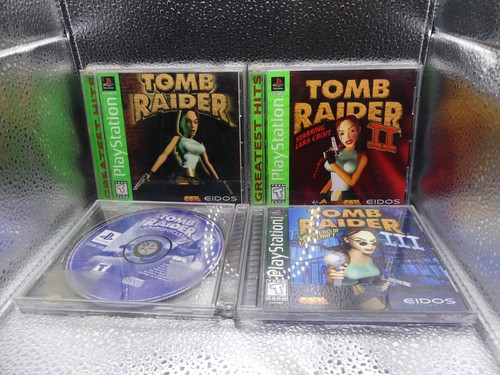 GREATEST HITS
PlayStation
TOMB
RAIDER
EIDOS
GREATEST HITS
PlayStation
TOMB
RAIDER
II
STARRING
LARA CROFT
EIDOS
TOMB
RAIDER
CHRONICLES
PlayStation
TOMB
RAIDER
III
EIDOS